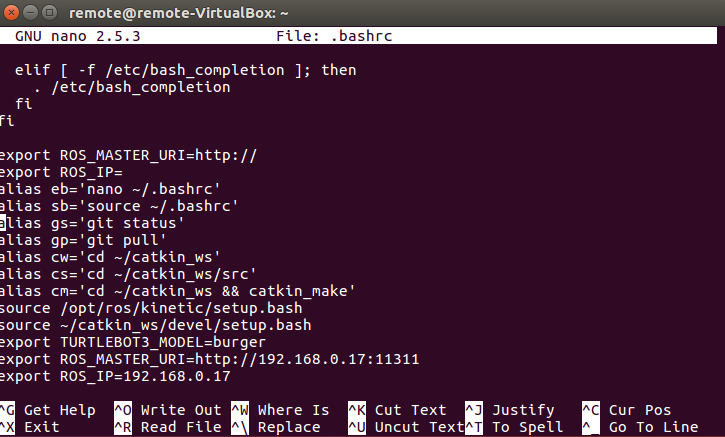 remote@remote-VirtualBox: ~
GNU nano 2.5.3 File: .bashrc
elif [ -f /etc/bash_completion ]; then
. /etc/bash_completion
fi
fi
export ROS_MASTER_URI=http://
export ROS_IP=
alias eb='nano ~/.bashrc'
alias sb='source ~/.bashrc'
alias gs='git status'
alias gp='git pull'
alias cw='cd ~/catkin_ws'
alias cs='cd ~/catkin_ws/src'
alias cm='cd ~/catkin_ws && catkin_make'
source /opt/ros/kinetic/setup.bash
source ~/catkin_ws/devel/setup.bash
export TURTLEBOT3_MODEL=burger
export ROS_MASTER_URI=http://192.168.0.17:11311
export ROS_IP=192.168.0.17
^G Get Help ^O Write Out ^W Where Is ^K Cut Text ^J Justify ^C Cur Pos
^X Exit ^R Read File ^\ Replace ^U Uncut Text ^T To Spell ^_ Go To Line